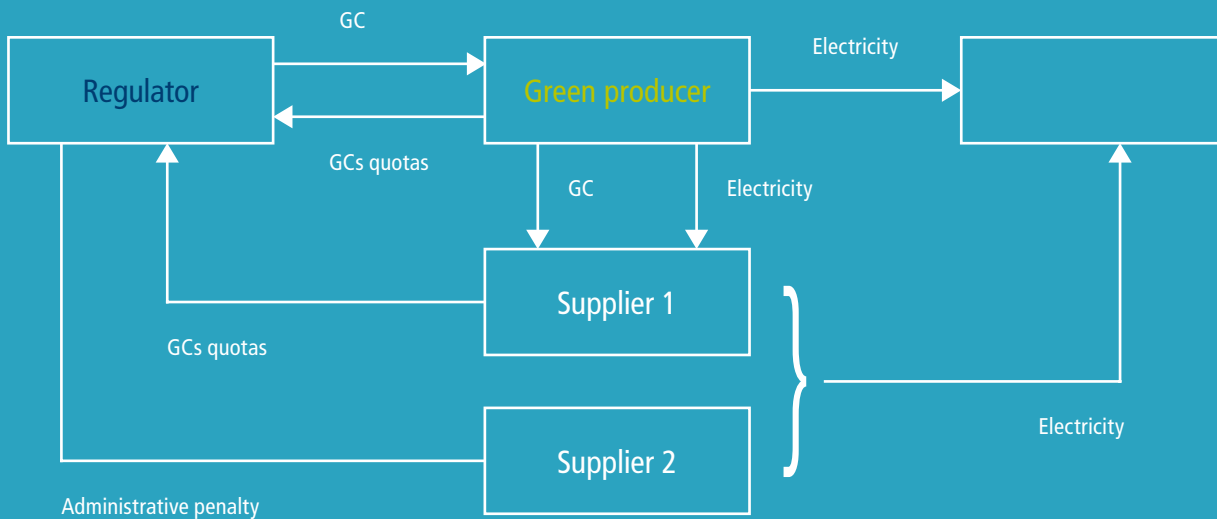 GC
Electricity
Regulator
Green producer
GCs quotas
GC
Electricity
Supplier 1
GCs quotas
Electricity
Supplier 2
Administrative penalty